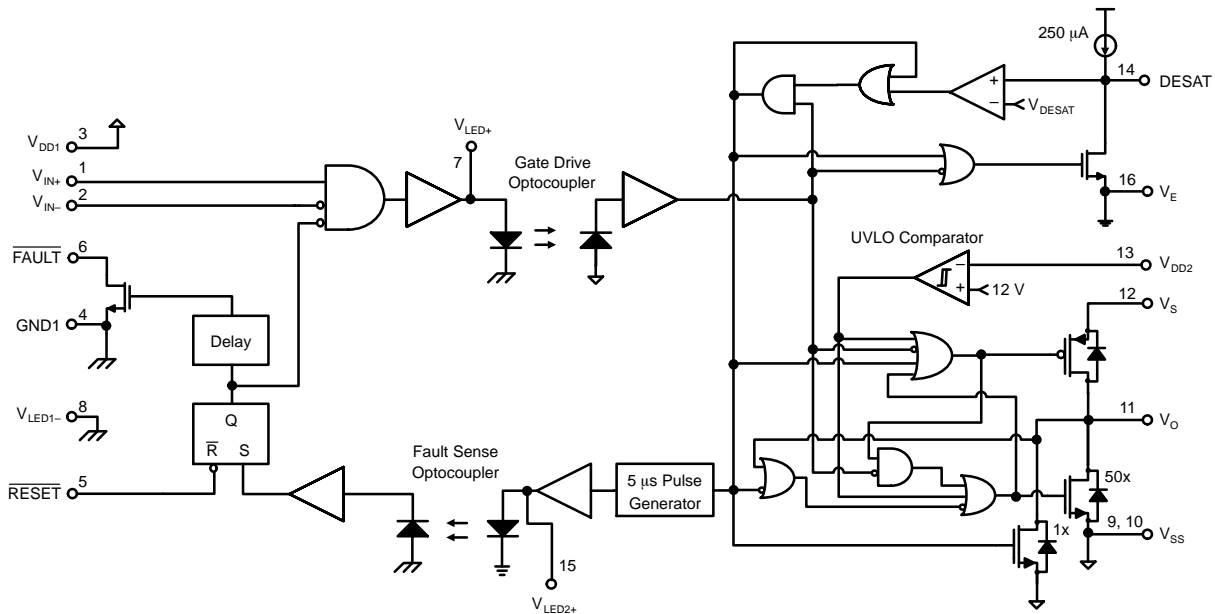 250 μA
14
DESAT
+
−
V_DESAT
V_DD1
3
V_LED+
7
V_IN+
1
Gate Drive
Optocoupler
V_IN−
2
16
V_E
FAULT
6
UVLO Comparator
13
V_DD2
−
+
12 V
GND1
4
12
V_S
Delay
V_LED1−
8
Q
R
S
11
V_O
Fault Sense
Optocoupler
RESET
5
5 μs Pulse
Generator
50x
1x
9, 10
V_SS
15
V_LED2+